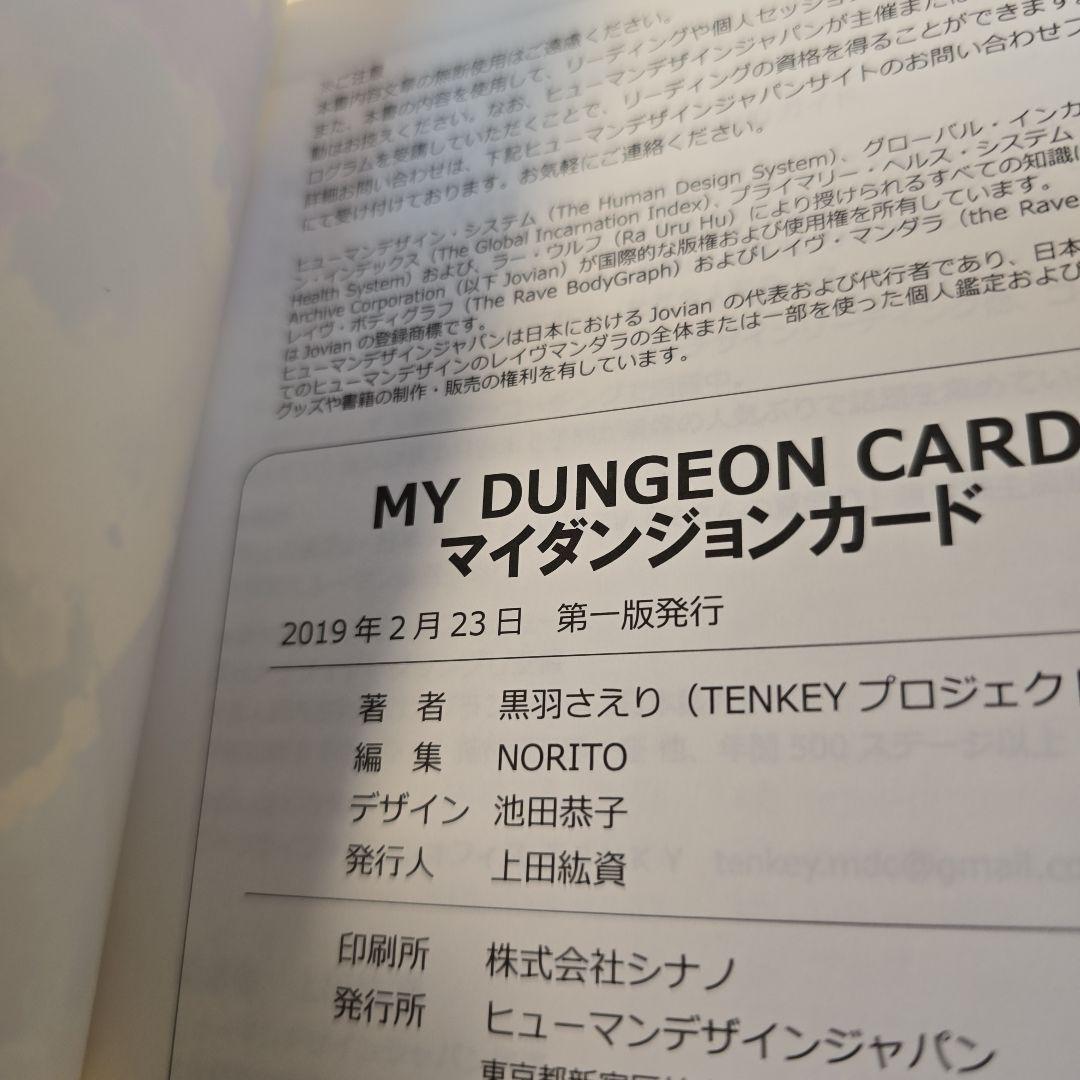 ※ご注意
本書内容文章の無断使用はご遠慮ください。
また、本書の内容を使用して、リーディングや個人セッション
動はお控えください。なお、ヒューマンデザインジャパンが主催また
ログラムを受講していただくことで、リーディングの資格を得ることができます
詳細お問い合わせは、下記ヒューマンデザインジャパンサイトのお問い合わせフ
にて受け付けております。お気軽にご連絡ください。
ヒューマンデザイン・システム（The Human Design System）、グローバル・インカ
ン・インデックス（The Global Incarnation Index）、プライマリー・ヘルス・システム
Health System）および、ラー・ウルフ（Ra Uru Hu）により授けられるすべての知識に
Archive Corporation（以下 Jovian）が国際的な版権および使用権を所有しています。
レイヴ・ボディグラフ（The Rave BodyGraph）およびレイヴ・マンダラ（the Rave
は Jovian の登録商標です。
ヒューマンデザインジャパンは日本における Jovian の代表および代行者であり、日本
てのヒューマンデザインのレイヴマンダラの全体または一部を使った個人鑑定および
グッズや書籍の制作・販売の権利を有しています。
MY DUNGEON CARD
マイダンジョンカード
2019 年 2 月 23 日　第一版発行
著　者　黒羽さえり（TENKEY プロジェクト
編　集　NORITO
デザイン　池田恭子
発行人　上田紘資
印刷所　株式会社シナノ
発行所　ヒューマンデザインジャパン
東京都新宿区